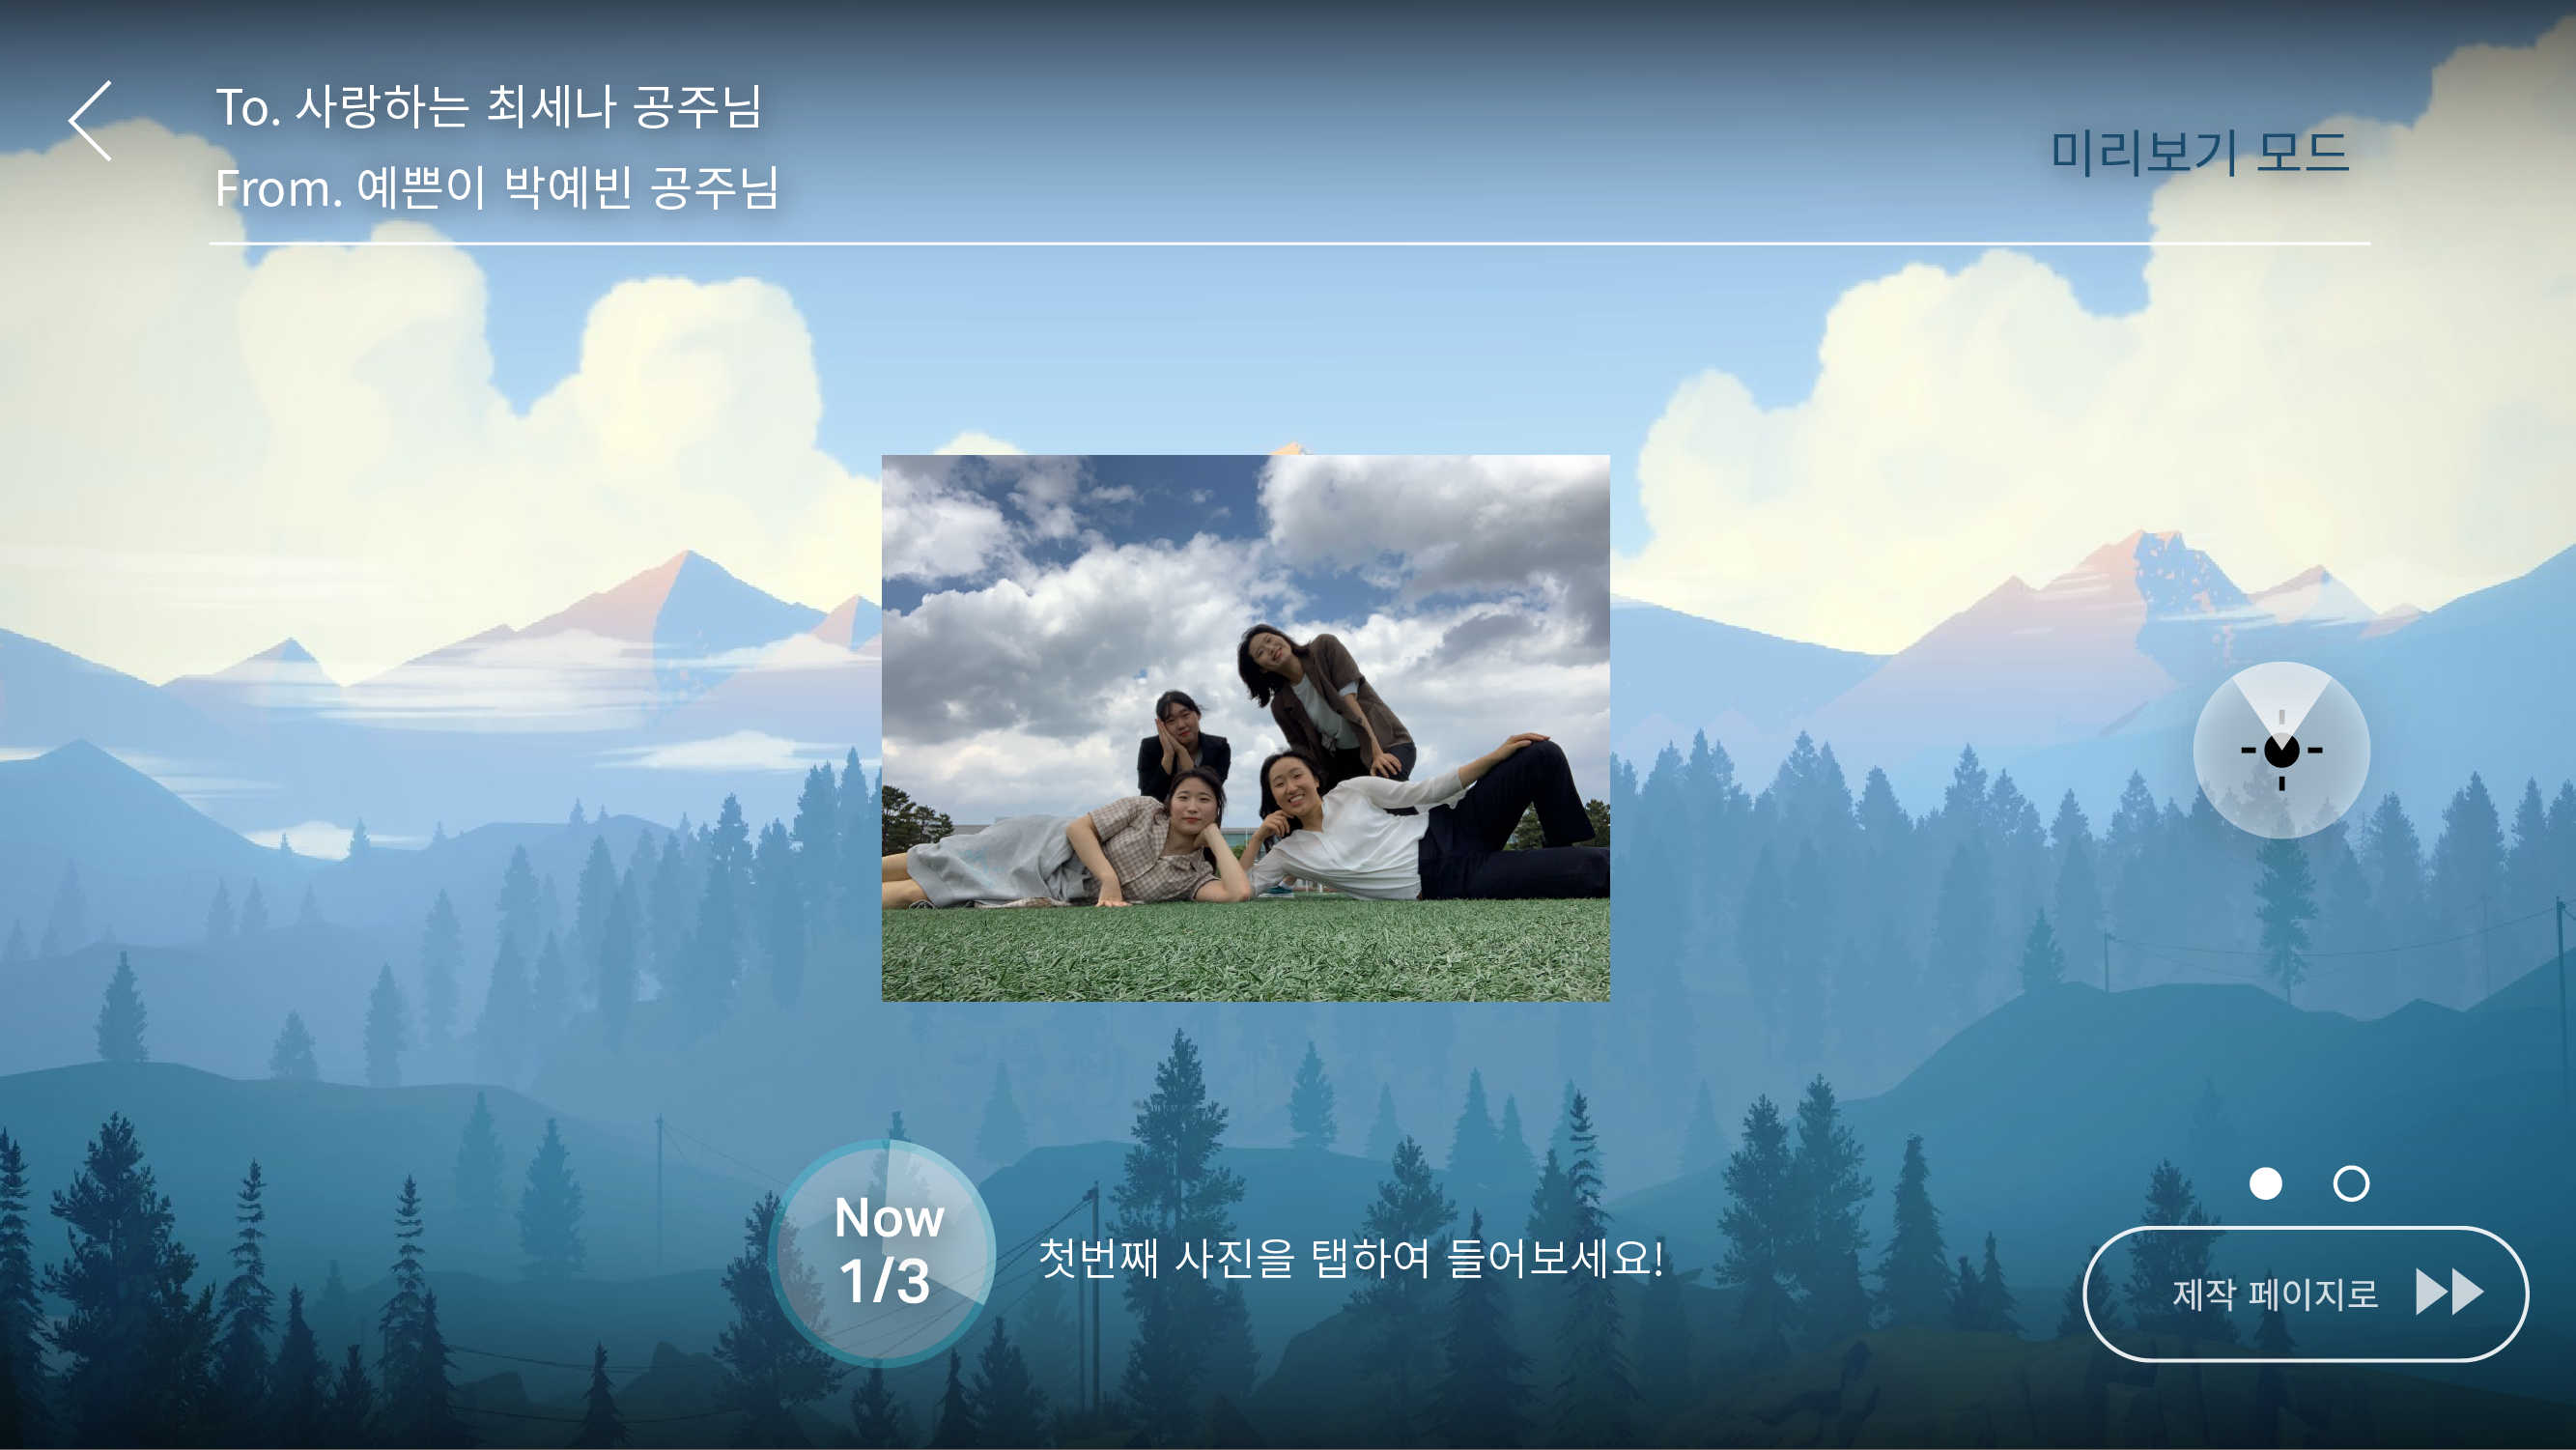 To. 사랑하는 최세나 공주님
From. 예쁜이 박예빈 공주님
미리보기 모드
Now
1/3
첫번째 사진을 탭하여 들어보세요!
제작 페이지로